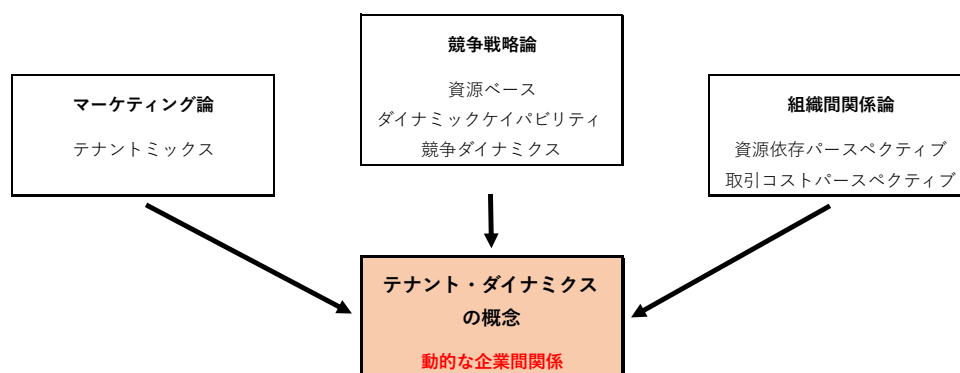 競争戦略論
資源ベース
ダイナミックケイパビリティ
競争ダイナミクス
マーケティング論
テナントミックス
組織間関係論
資源依存パースペクティブ
取引コストパースペクティブ
テナント・ダイナミクス
の概念
動的な企業間関係